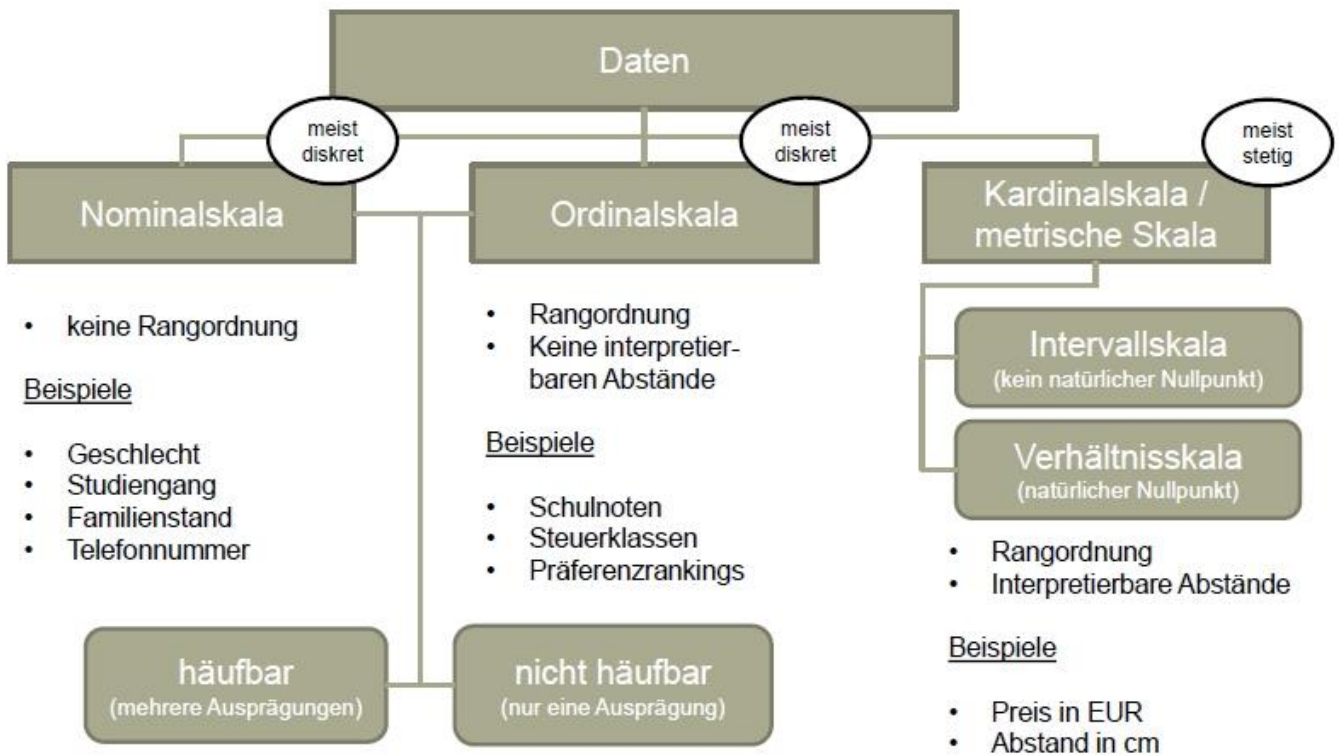 Daten
meist
diskret
meist
diskret
meist
stetig
Nominalskala
Ordinalskala
Kardinalskala /
metrische Skala
• keine Rangordnung
Beispiele
• Geschlecht
• Studiengang
• Familienstand
• Telefonnummer
• Rangordnung
• Keine interpretier-
baren Abstände
Beispiele
• Schulnoten
• Steuerklassen
• Präferenzrankings
Intervallskala
(kein natürlicher Nullpunkt)
Verhältnisskala
(natürlicher Nullpunkt)
• Rangordnung
• Interpretierbare Abstände
Beispiele
• Preis in EUR
• Abstand in cm
häufbar
(mehrere Ausprägungen)
nicht häufbar
(nur eine Ausprägung)